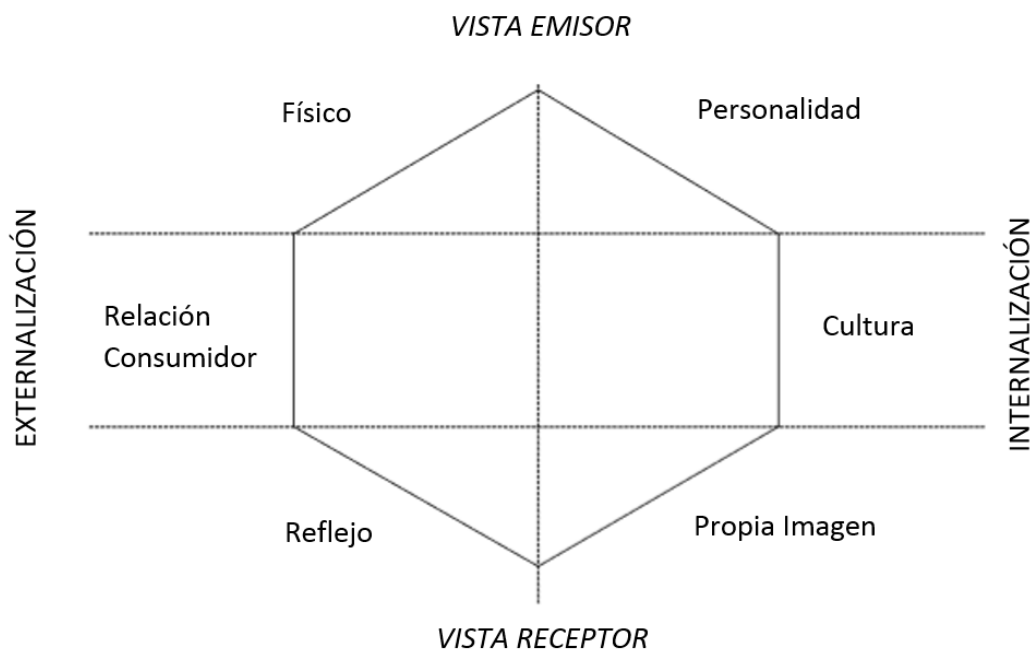 VISTA EMISOR
Físico
Personalidad
EXTERNALIZACIÓN
Relación
Consumidor
Cultura
INTERNALIZACIÓN
Reflejo
Propia Imagen
VISTA RECEPTOR